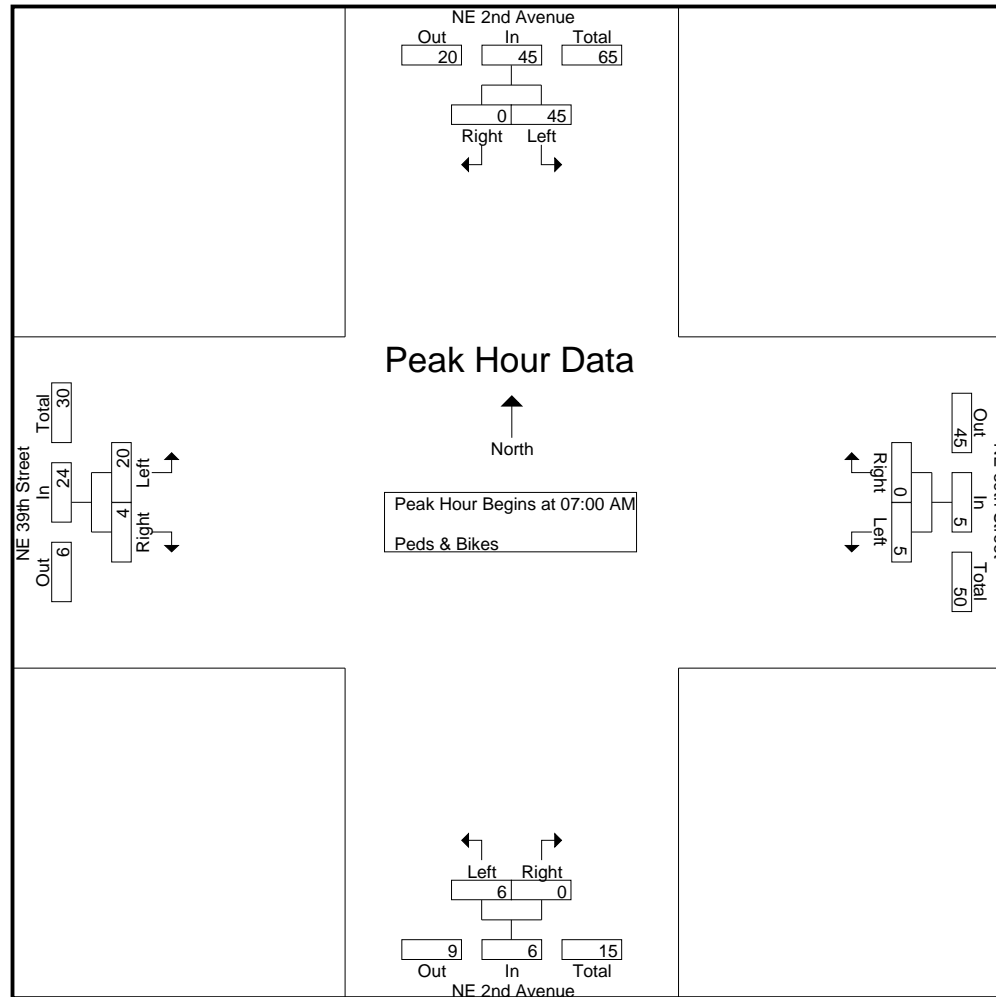 NE 2nd Avenue
Out In Total
20 45 65
0 45
Right Left
Peak Hour Data
North
Peak Hour Begins at 07:00 AM
Peds & Bikes
NE 39th Street
Out In Total
6 24 30
Right Left
4 20
Out In Total
45 5 50
Right Left
0 5
Left Right
6 0
9 6 15
Out In Total
NE 2nd Avenue